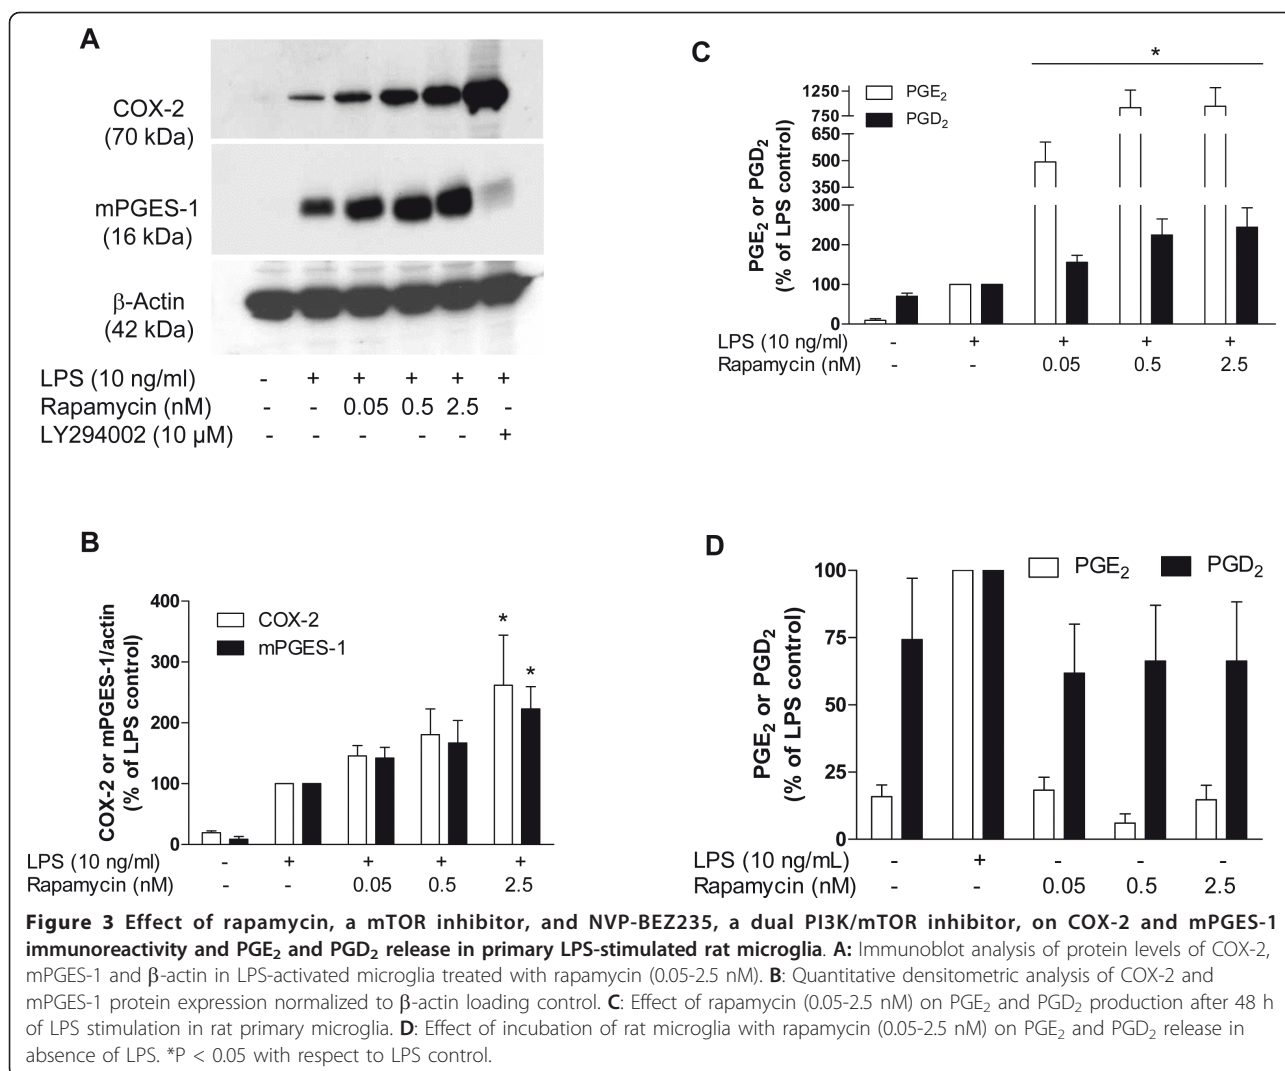 A
COX-2
(70 kDa)
mPGES-1
(16 kDa)
β-Actin
(42 kDa)
LPS (10 ng/ml) - + + + + +
Rapamycin (nM) - - 0.05 0.5 2.5 -
LY294002 (10 µM) - - - - - +
B
COX-2 or mPGES-1/actin
(% of LPS control)
400
300
200
100
0
COX-2
mPGES-1
*
*
LPS (10 ng/ml) - + + + +
Rapamycin (nM) - - 0.05 0.5 2.5
C
*
PGE₂ or PGD₂
(% of LPS control)
1250
750
650
500
350
300
200
100
0
PGE₂
PGD₂
LPS (10 ng/ml) - + + + +
Rapamycin (nM) - - 0.05 0.5 2.5
D
PGE₂ or PGD₂
(% of LPS control)
100
75
50
25
0
PGE₂ PGD₂
LPS (10 ng/mL) - + - - -
Rapamycin (nM) - - 0.05 0.5 2.5
Figure 3 Effect of rapamycin, a mTOR inhibitor, and NVP-BEZ235, a dual PI3K/mTOR inhibitor, on COX-2 and mPGES-1
immunoreactivity and PGE₂ and PGD₂ release in primary LPS-stimulated rat microglia. A: Immunoblot analysis of protein levels of COX-2,
mPGES-1 and β-actin in LPS-activated microglia treated with rapamycin (0.05-2.5 nM). B: Quantitative densitometric analysis of COX-2 and
mPGES-1 protein expression normalized to β-actin loading control. C: Effect of rapamycin (0.05-2.5 nM) on PGE₂ and PGD₂ production after 48 h
of LPS stimulation in rat primary microglia. D: Effect of incubation of rat microglia with rapamycin (0.05-2.5 nM) on PGE₂ and PGD₂ release in
absence of LPS. *P < 0.05 with respect to LPS control.